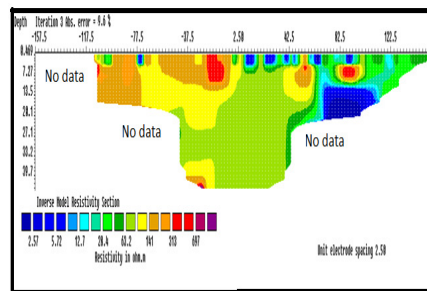 Depth Iteration 3 Abs. error = 9.6 %
-157.5 -117.5 -77.5 -37.5 2.50 42.5 82.5 122.5
0.469
7.27
13.5
20.1
27.1
33.2
39.7
No data
No data
No data
Inverse Model Resistivity Section
2.57 5.72 12.7 28.4 63.2 141 313 697
Resistivity in ohm.m
Unit electrode spacing 2.50